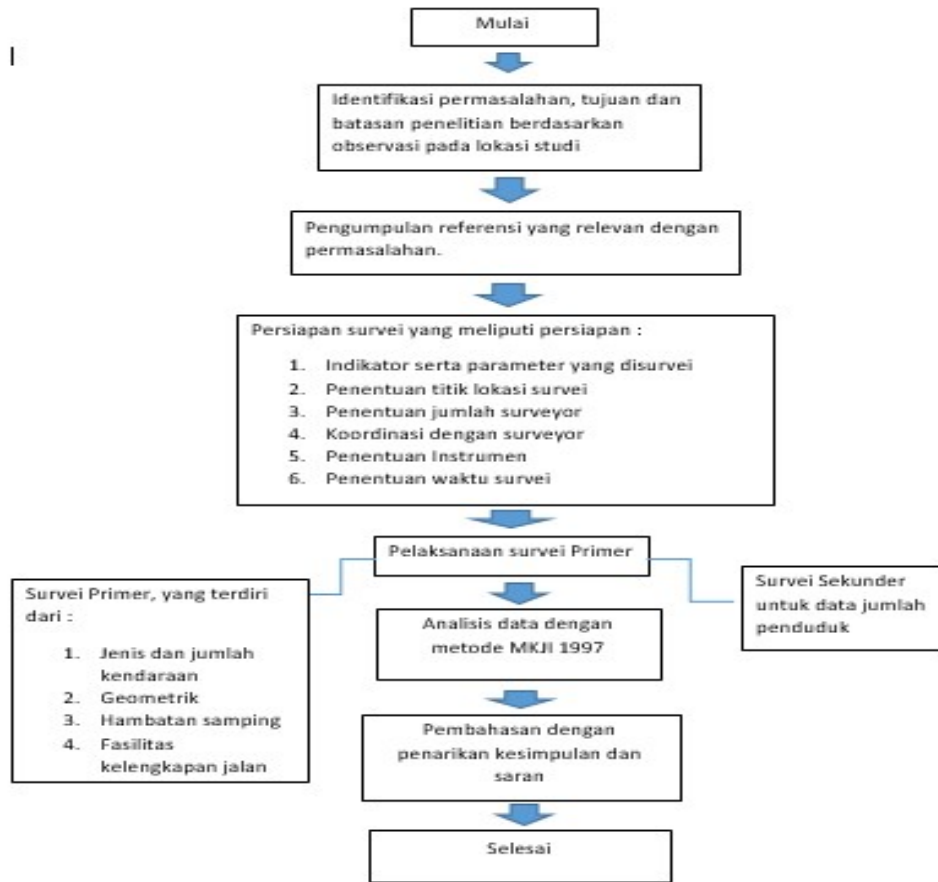 Mulai
Identifikasi permasalahan, tujuan dan
batasan penelitian berdasarkan
observasi pada lokasi studi
Pengumpulan referensi yang relevan dengan
permasalahan.
Persiapan survei yang meliputi persiapan :
1. Indikator serta parameter yang disurvei
2. Penentuan titik lokasi survei
3. Penentuan jumlah surveyor
4. Koordinasi dengan surveyor
5. Penentuan Instrumen
6. Penentuan waktu survei
Pelaksanaan survei Primer
Survei Primer, yang terdiri
dari :
1. Jenis dan jumlah
kendaraan
2. Geometrik
3. Hambatan samping
4. Fasilitas
kelengkapan jalan
Survei Sekunder
untuk data jumlah
penduduk
Analisis data dengan
metode MKJI 1997
Pembahasan dengan
penarikan kesimpulan dan
saran
Selesai